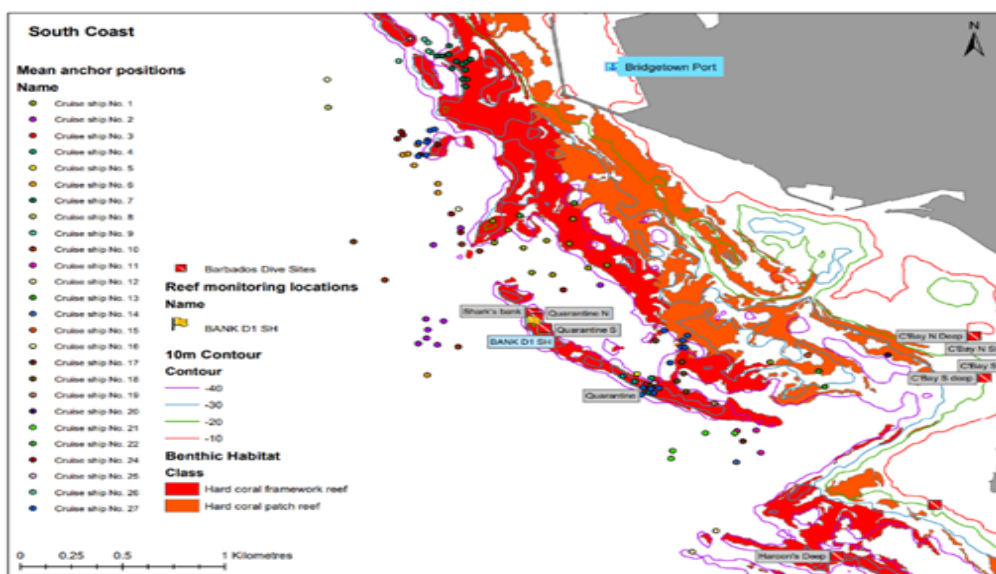 South Coast
N
Bridgetown Port
Mean anchor positions
Name
Cruise ship No. 1
Cruise ship No. 2
Cruise ship No. 3
Cruise ship No. 4
Cruise ship No. 5
Cruise ship No. 6
Cruise ship No. 7
Cruise ship No. 8
Cruise ship No. 9
Cruise ship No. 10
Cruise ship No. 11
Cruise ship No. 12
Cruise ship No. 13
Cruise ship No. 14
Cruise ship No. 15
Cruise ship No. 16
Cruise ship No. 17
Cruise ship No. 18
Cruise ship No. 19
Cruise ship No. 20
Cruise ship No. 21
Cruise ship No. 22
Cruise ship No. 24
Cruise ship No. 25
Cruise ship No. 26
Cruise ship No. 27
Barbados Dive Sites
Reef monitoring locations
Name
BANK D1 SH
10m Contour
Contour
-40
-30
-20
-10
Benthic Habitat
Class
Hard coral framework reef
Hard coral patch reef
Shark's bank
Quarantine N
Quarantine S
BANK D1 SH
Quarantine
C'Bay N Deep
C'Bay N S
C'Bay S
C'Bay S deep
Haroon's Deep
0 0.25 0.5 1 Kilometres